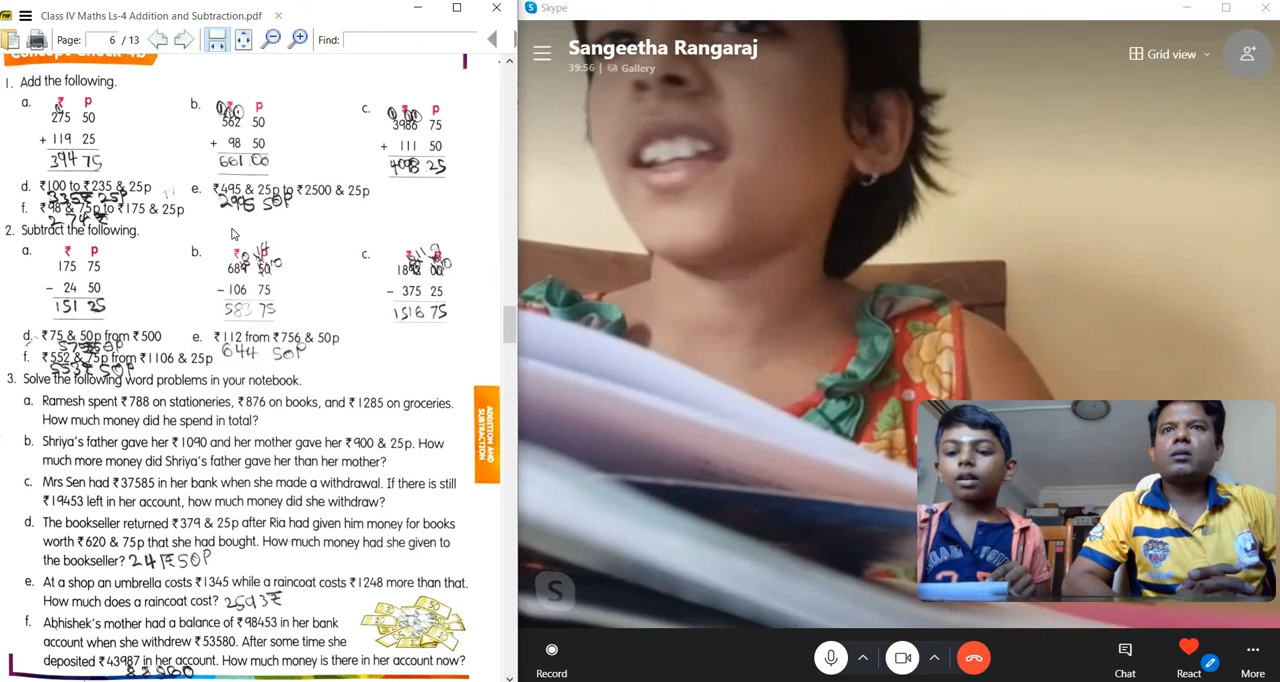 Class IV Maths Ls-4 Addition and Subtraction.pdf
Skype
Page: 6 / 13 Find:
Sangeetha Rangaraj
39:56 | Gallery
Grid view
1. Add the following.
a. ₹ p b. ₹ p c. ₹ p
275 50 562 50 3986 75
+ 119 25 + 98 50 + 111 50
394 75 661.00 4098 25
d. ₹100 to ₹235 & 25p e. ₹495 & 25p to ₹2500 & 25p
335₹ 25p 2995 50P
f. ₹98 & 75p to ₹175 & 25p
274 ₹
2. Subtract the following.
a. ₹ p b. ₹ p c. ₹ p
175 75 689 50 1892 00
− 24 50 − 106 75 − 375 25
151 25 583 75 1516 75
d. ₹75 & 50p from ₹500 e. ₹112 from ₹756 & 50p
644 50P
f. ₹552 & 75p from ₹1106 & 25p
553₹ 50P
3. Solve the following word problems in your notebook.
a. Ramesh spent ₹788 on stationeries, ₹876 on books, and ₹1285 on groceries.
How much money did he spend in total?
b. Shriya's father gave her ₹1090 and her mother gave her ₹900 & 25p. How
much more money did Shriya's father gave her than her mother?
c. Mrs Sen had ₹37585 in her bank when she made a withdrawal. If there is still
₹19453 left in her account, how much money did she withdraw?
d. The bookseller returned ₹379 & 25p after Ria had given him money for books
worth ₹620 & 75p that she had bought. How much money had she given to
the bookseller? 241₹50P
e. At a shop an umbrella costs ₹1345 while a raincoat costs ₹1248 more than that.
How much does a raincoat cost? 2593₹
f. Abhishek's mother had a balance of ₹98453 in her bank
account when she withdrew ₹53580. After some time she
deposited ₹43987 in her account. How much money is there in her account now?
ADDITION AND
SUBTRACTION
Record
Chat
React
More